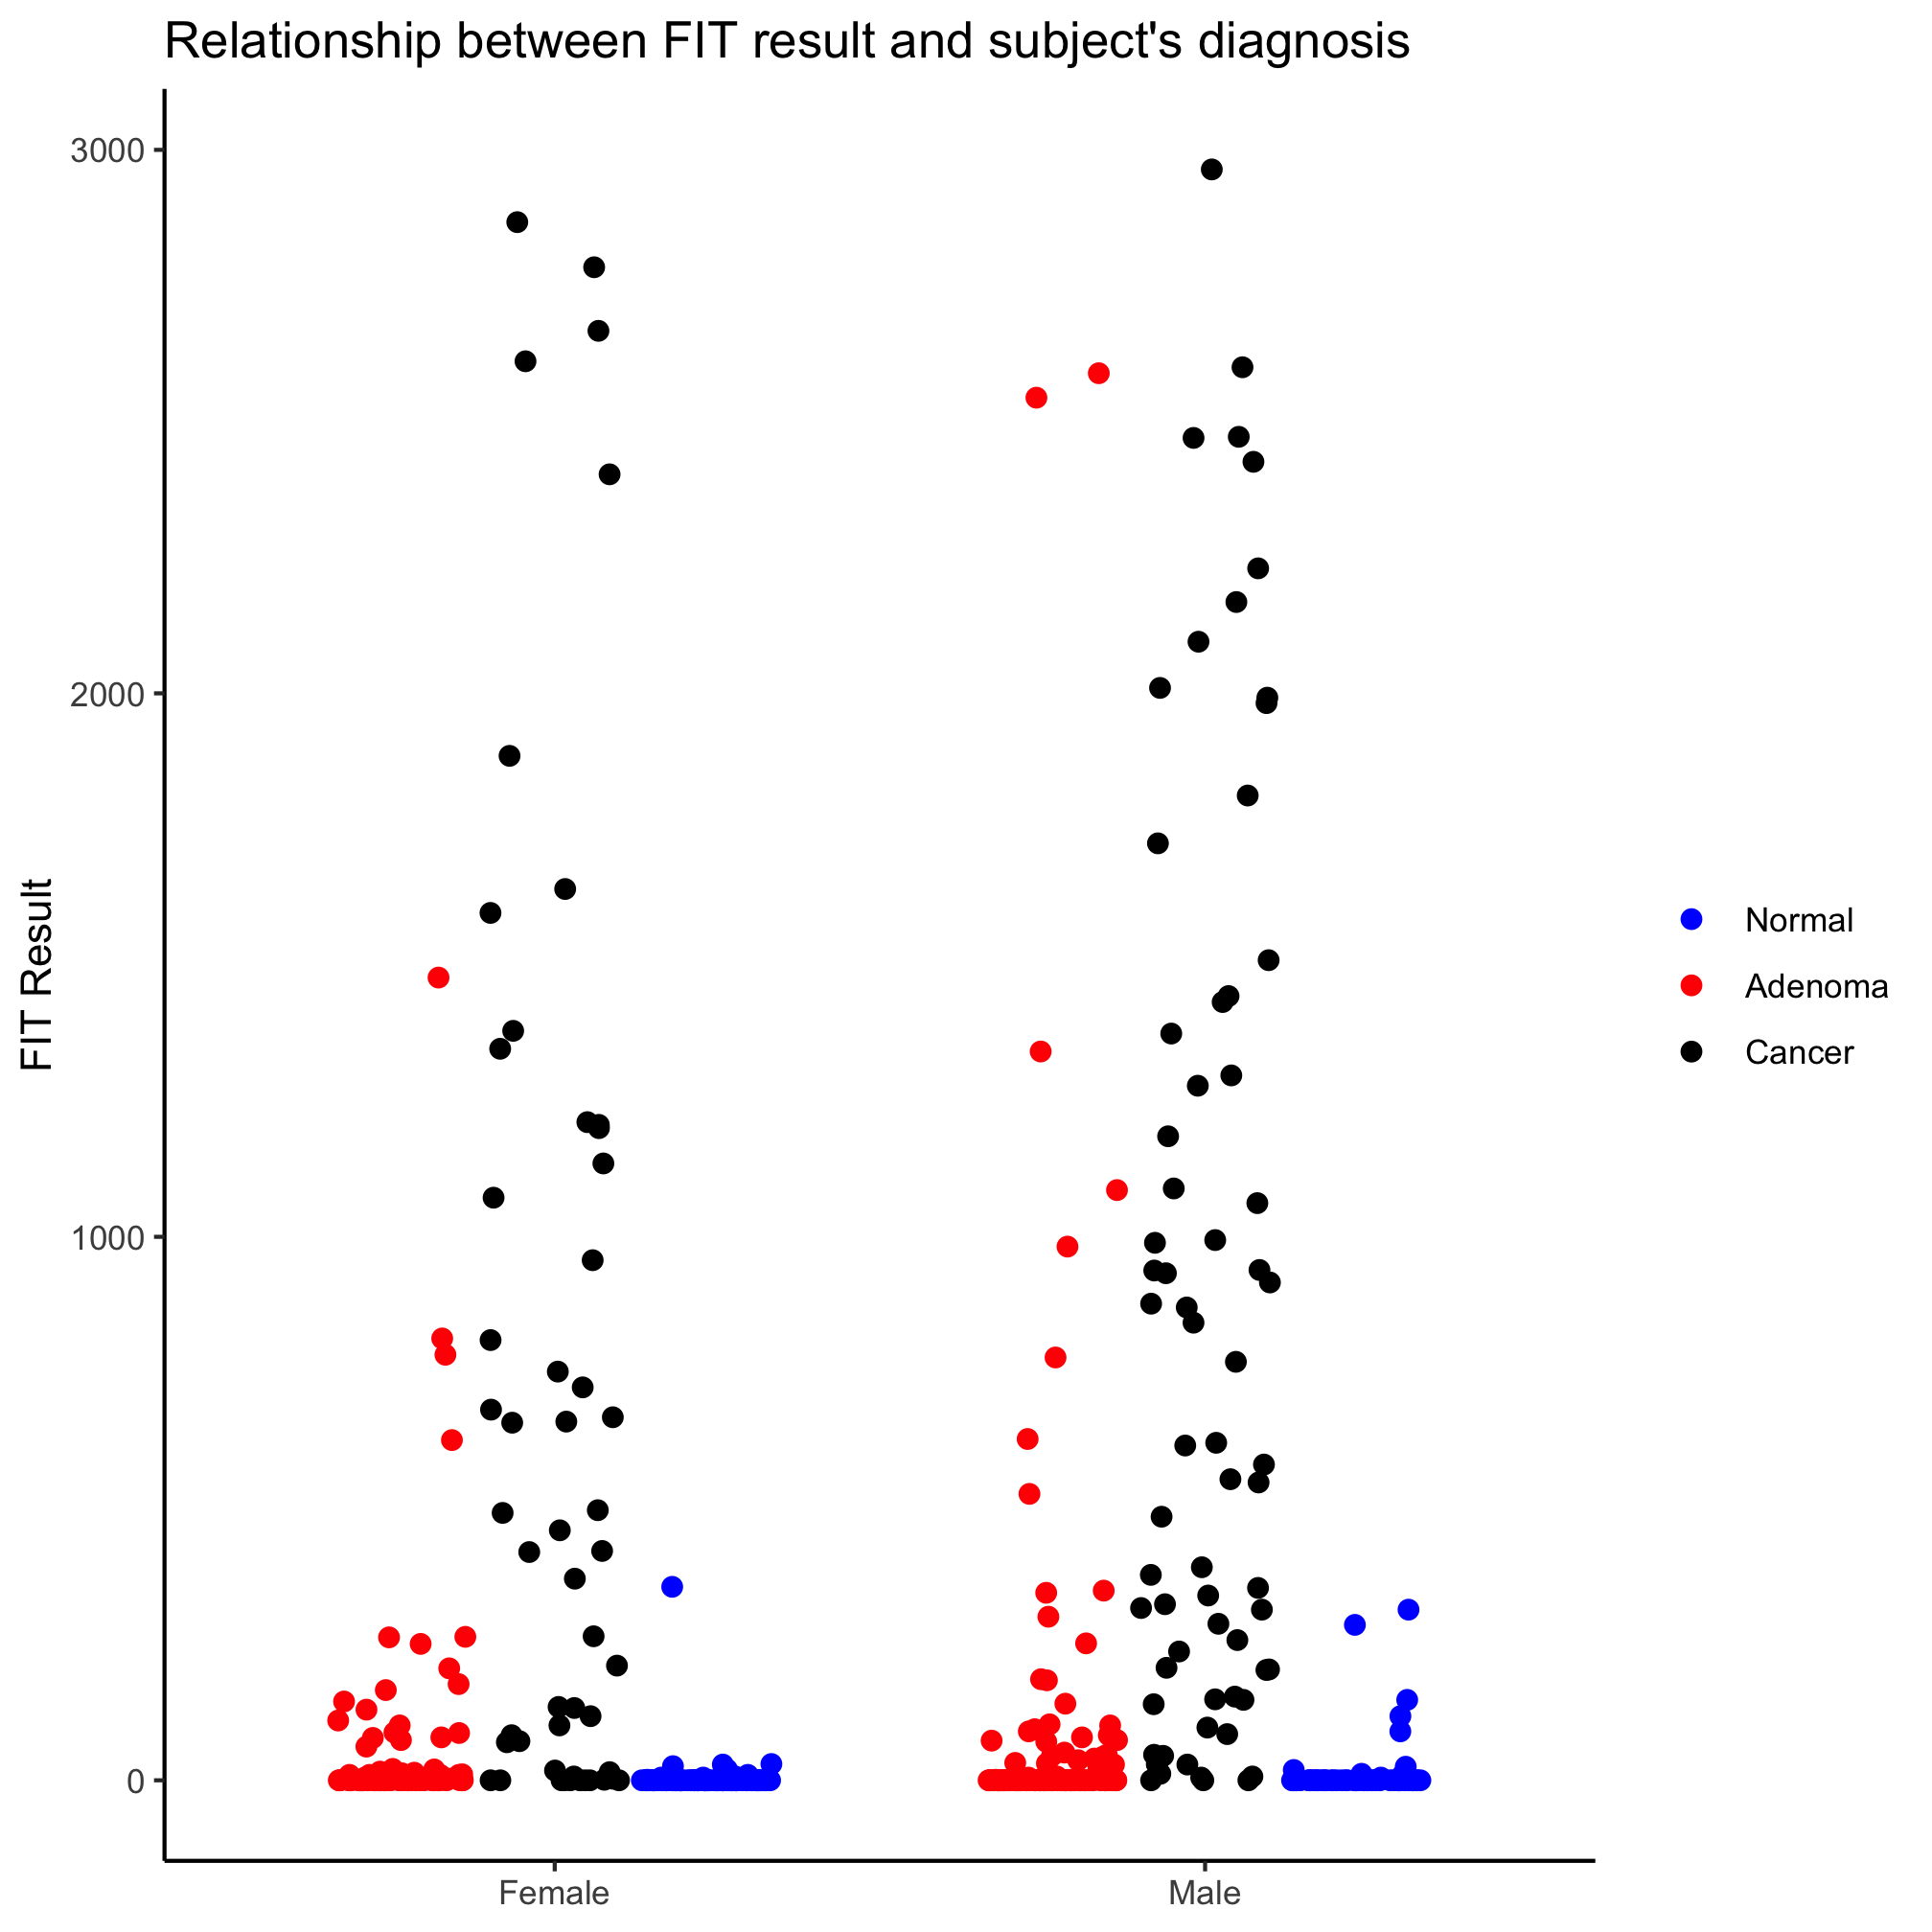 Relationship between FIT result and subject's diagnosis
3000
2000
1000
0
FIT Result
Female
Male
Normal
Adenoma
Cancer